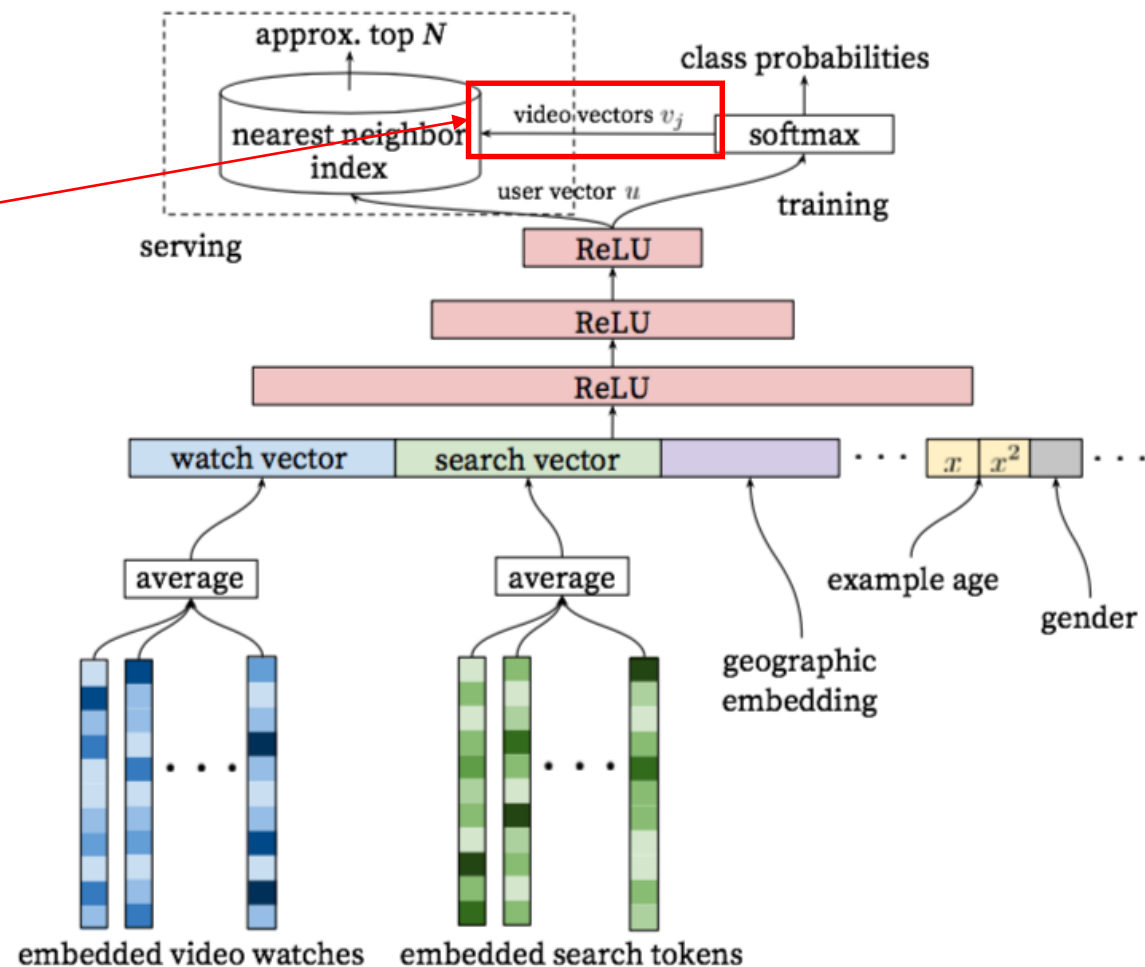 approx. top N
class probabilities
video vectors v_j
nearest neighbor
index
softmax
user vector u
training
serving
ReLU
ReLU
ReLU
watch vector
search vector
. . .
x
x²
. . .
average
average
example age
gender
geographic
embedding
. . .
. . .
embedded video watches
embedded search tokens